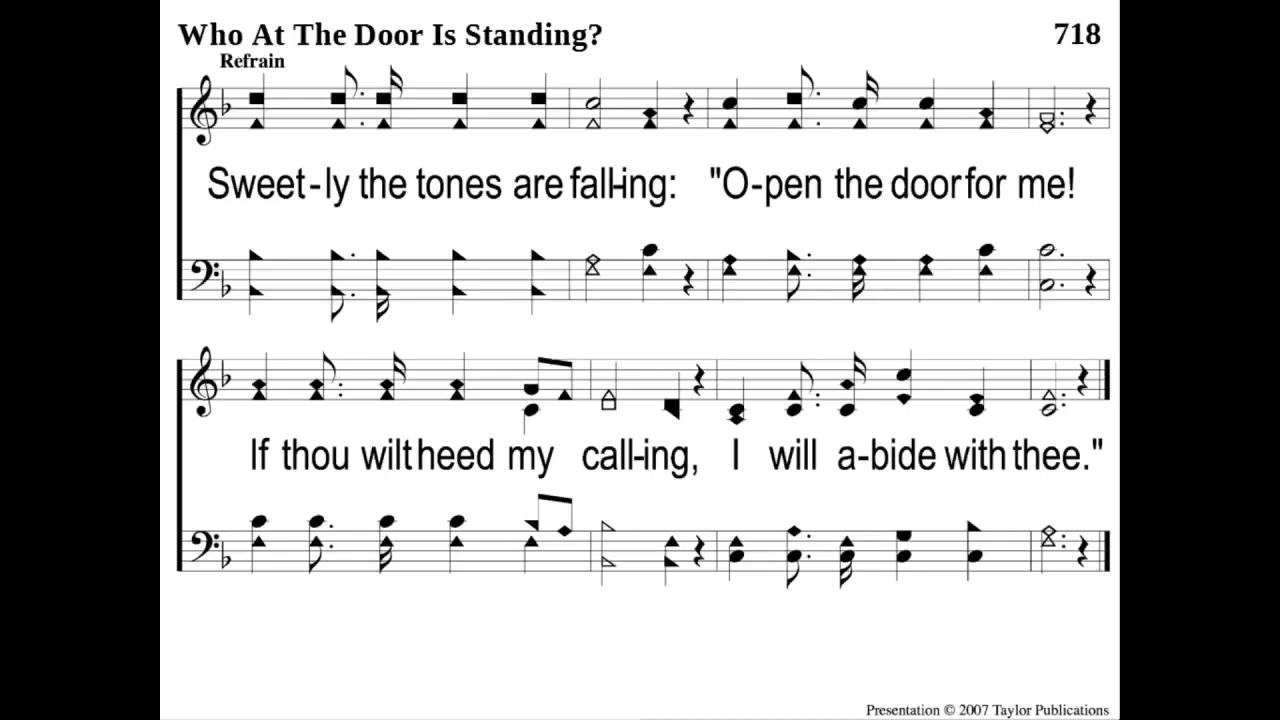 Who At The Door Is Standing? 718
Refrain
Sweet-ly the tones are fall-ing: "O-pen the door for me!
If thou wilt heed my call-ing, I will a-bide with thee."
Presentation © 2007 Taylor Publications